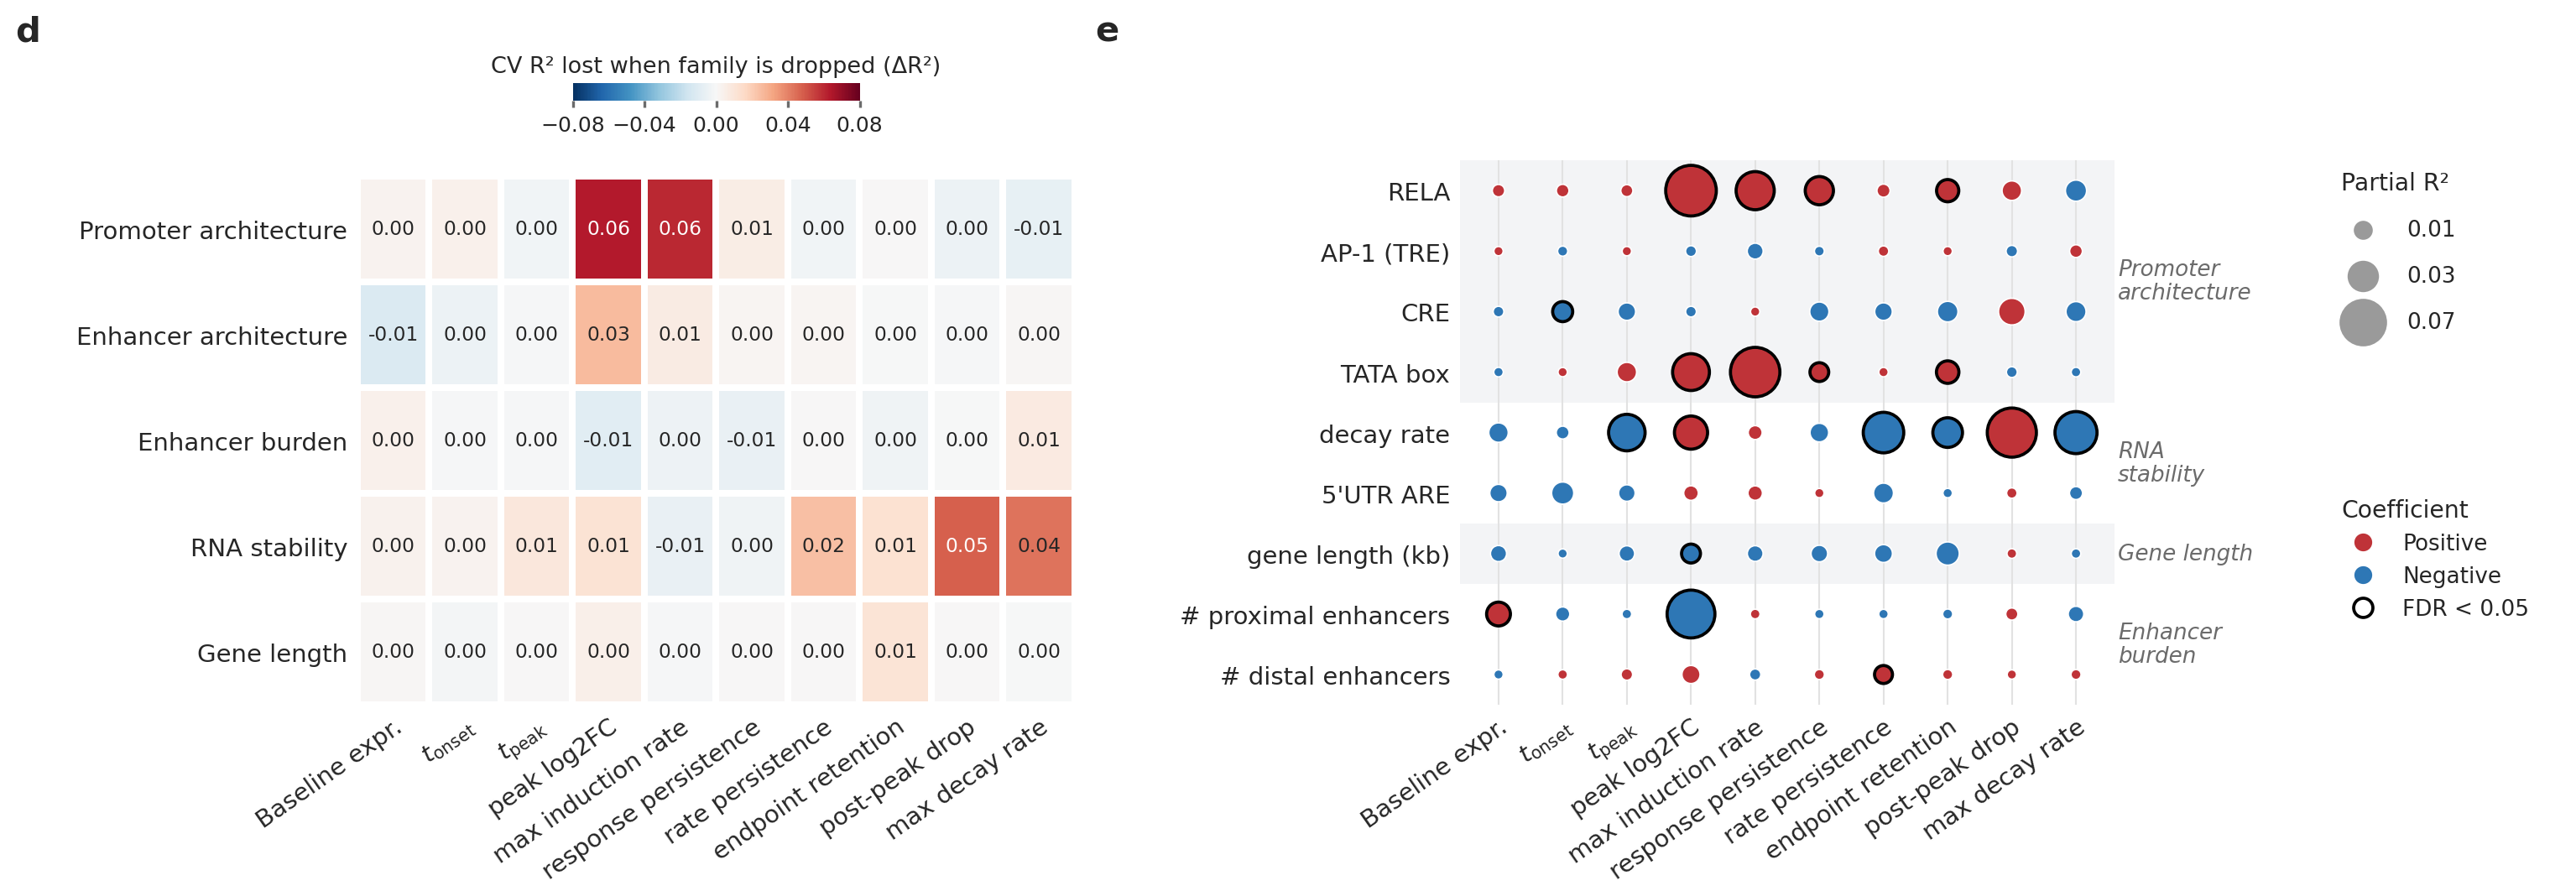 d
CV R² lost when family is dropped (ΔR²)
−0.08 −0.04 0.00 0.04 0.08
Promoter architecture 0.00 0.00 0.00 0.06 0.06 0.01 0.00 0.00 0.00 -0.01
Enhancer architecture -0.01 0.00 0.00 0.03 0.01 0.00 0.00 0.00 0.00 0.00
Enhancer burden 0.00 0.00 0.00 -0.01 0.00 -0.01 0.00 0.00 0.00 0.01
RNA stability 0.00 0.00 0.01 0.01 -0.01 0.00 0.02 0.01 0.05 0.04
Gene length 0.00 0.00 0.00 0.00 0.00 0.00 0.00 0.01 0.00 0.00
Baseline expr.
t_onset
t_peak
peak log2FC
max induction rate
response persistence
rate persistence
endpoint retention
post-peak drop
max decay rate
e
RELA
AP-1 (TRE)
CRE
TATA box
decay rate
5'UTR ARE
gene length (kb)
# proximal enhancers
# distal enhancers
Promoter
architecture
RNA
stability
Gene length
Enhancer
burden
Baseline expr.
t_onset
t_peak
peak log2FC
max induction rate
response persistence
rate persistence
endpoint retention
post-peak drop
max decay rate
Partial R²
0.01
0.03
0.07
Coefficient
Positive
Negative
FDR < 0.05